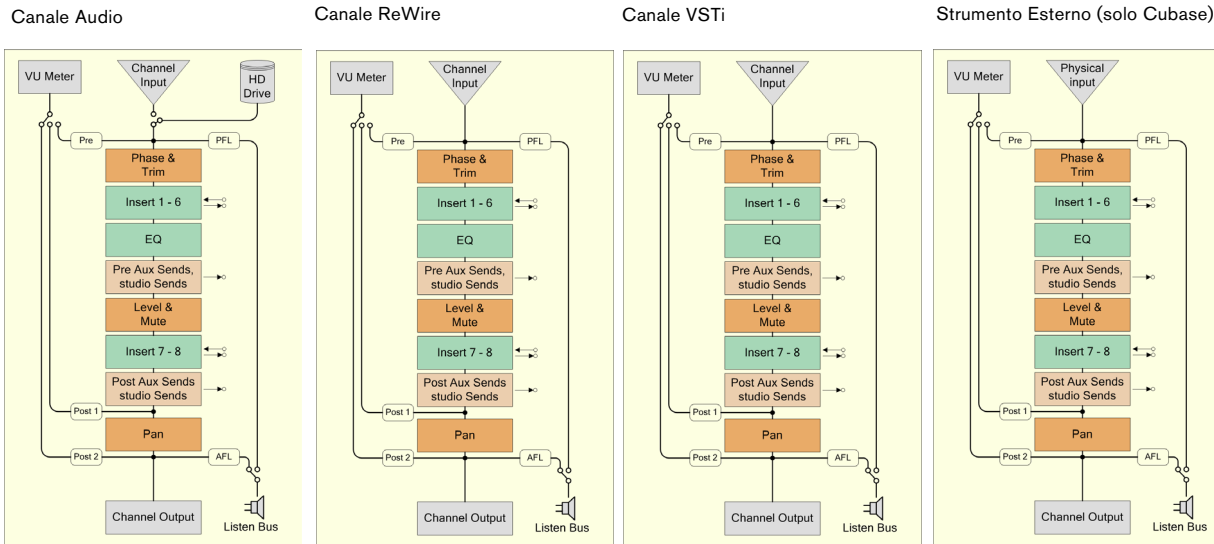 Canale Audio
VU Meter
Channel
Input
HD
Drive
Pre
PFL
Phase &
Trim
Insert 1 - 6
EQ
Pre Aux Sends,
studio Sends
Level &
Mute
Insert 7 - 8
Post Aux Sends
studio Sends
Post 1
Pan
Post 2
AFL
Channel Output
Listen Bus
Canale ReWire
VU Meter
Channel
Input
Pre
PFL
Phase &
Trim
Insert 1 - 6
EQ
Pre Aux Sends,
studio Sends
Level &
Mute
Insert 7 - 8
Post Aux Sends
studio Sends
Post 1
Pan
Post 2
AFL
Channel Output
Listen Bus
Canale VSTi
VU Meter
Channel
Input
Pre
PFL
Phase &
Trim
Insert 1 - 6
EQ
Pre Aux Sends,
studio Sends
Level &
Mute
Insert 7 - 8
Post Aux Sends
studio Sends
Post 1
Pan
Post 2
AFL
Channel Output
Listen Bus
Strumento Esterno (solo Cubase)
VU Meter
Physical
input
Pre
PFL
Phase &
Trim
Insert 1 - 6
EQ
Pre Aux Sends,
studio Sends
Level &
Mute
Insert 7 - 8
Post Aux Sends
studio Sends
Post 1
Pan
Post 2
AFL
Channel Output
Listen Bus